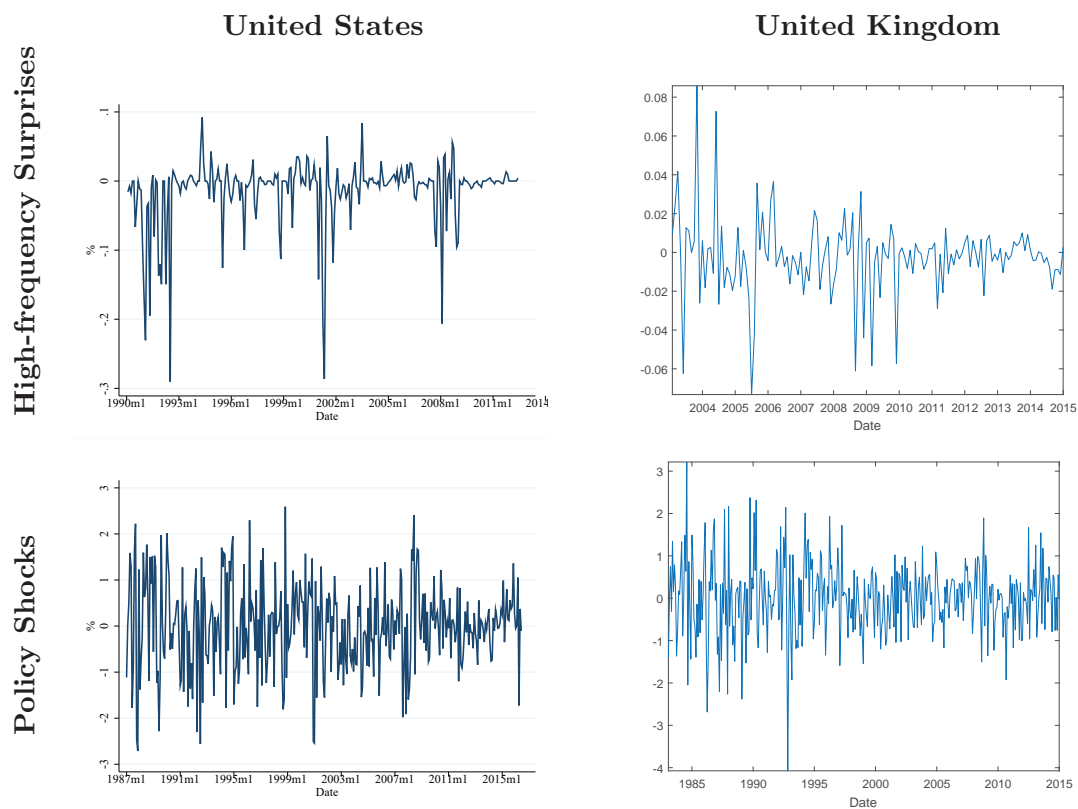 United States
United Kingdom
High-frequency Surprises
.1
0
-.1
-.2
-.3
%
1990m1 1993m1 1996m1 1999m1 2002m1 2005m1 2008m1 2011m1 2014
Date
0.08
0.06
0.04
0.02
0
-0.02
-0.04
-0.06
2004 2005 2006 2007 2008 2009 2010 2011 2012 2013 2014 2015
Date
Policy Shocks
3
2
1
0
-1
-2
-3
%
1987m1 1991m1 1995m1 1999m1 2003m1 2007m1 2011m1 2015m1
Date
3
2
1
0
-1
-2
-3
-4
1985 1990 1995 2000 2005 2010 2015
Date